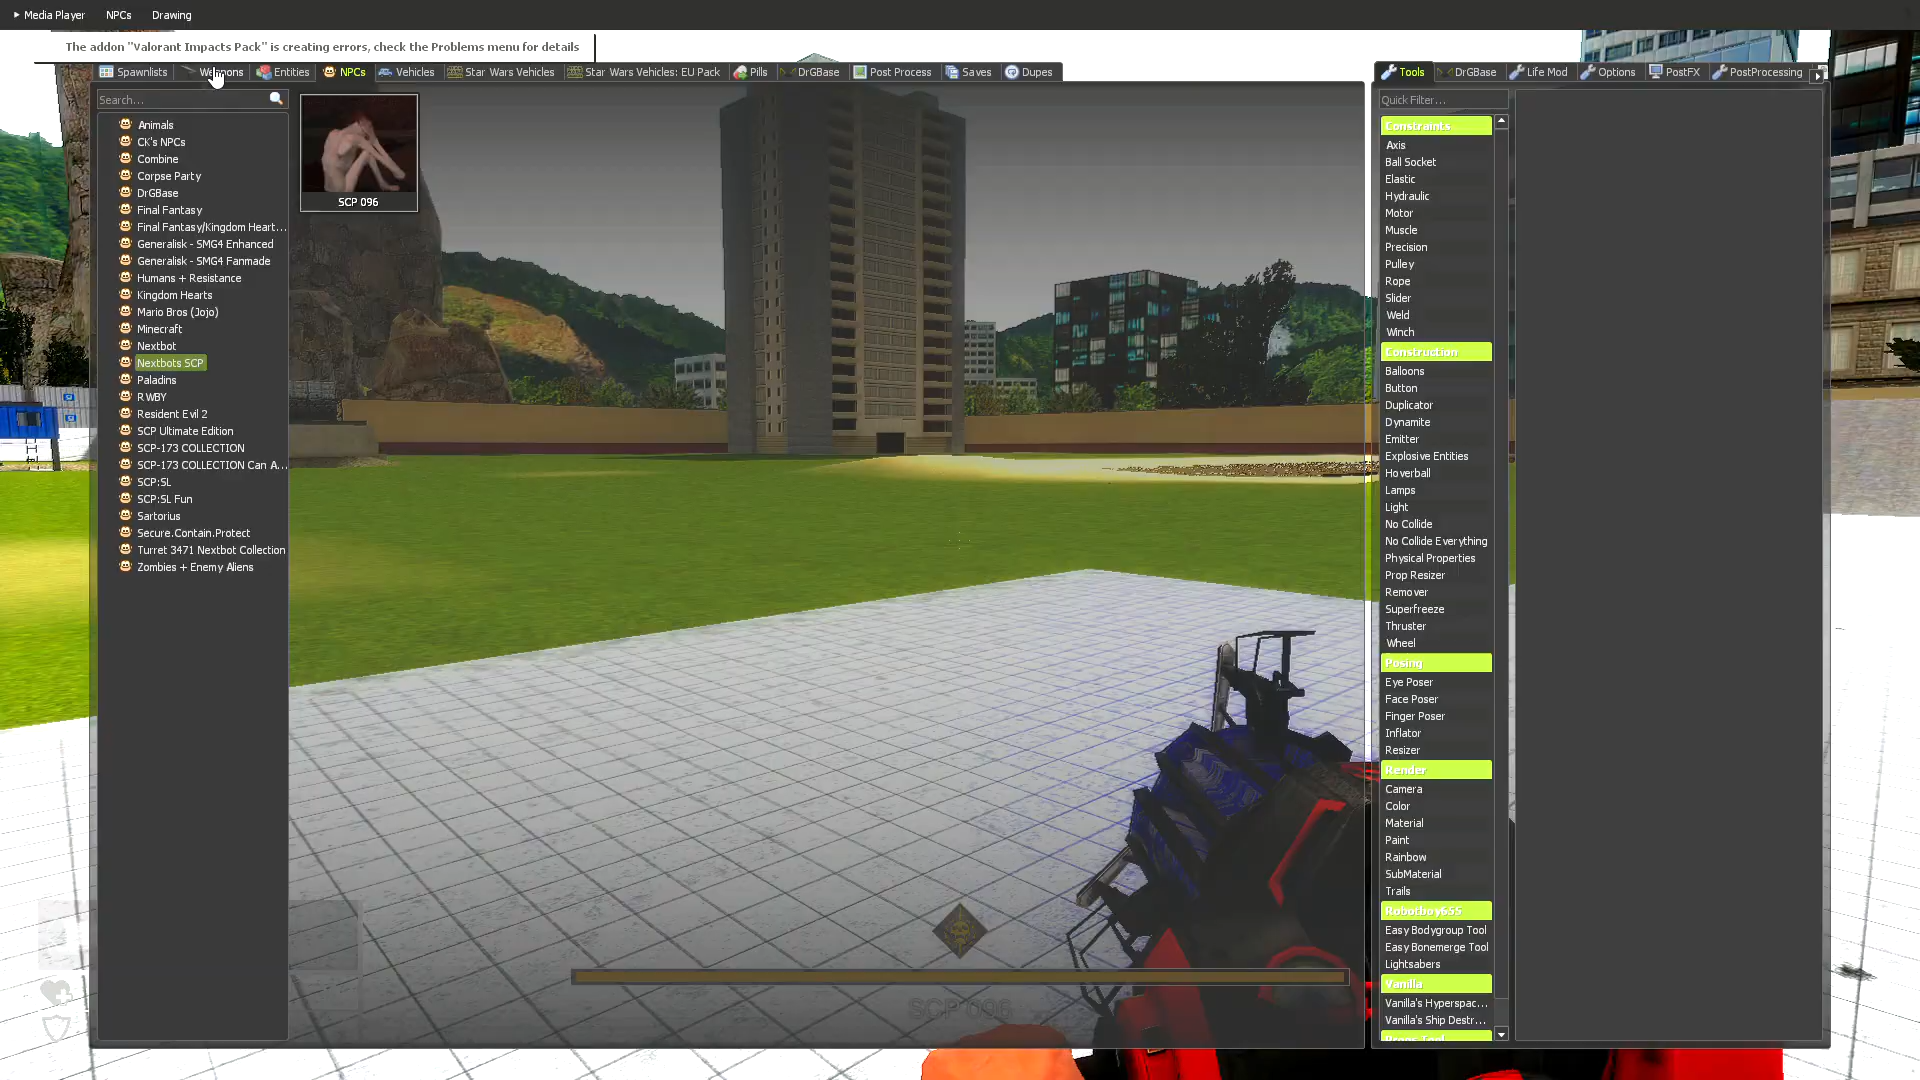 Media Player NPCs Drawing
The addon "Valorant Impacts Pack" is creating errors, check the Problems menu for details
Spawnlists Weapons Entities NPCs Vehicles Star Wars Vehicles Star Wars Vehicles: EU Pack Pills DrGBase Post Process Saves Dupes
Search...
Animals
CK's NPCs
Combine
Corpse Party
DrGBase
Final Fantasy
Final Fantasy/Kingdom Heart...
Generalisk - SMG4 Enhanced
Generalisk - SMG4 Fanmade
Humans + Resistance
Kingdom Hearts
Mario Bros (Jojo)
Minecraft
Nextbot
Nextbots SCP
Paladins
RWBY
Resident Evil 2
SCP Ultimate Edition
SCP-173 COLLECTION
SCP-173 COLLECTION Can A...
SCP:SL
SCP:SL Fun
Sartorius
Secure.Contain.Protect
Turret 3471 Nextbot Collection
Zombies + Enemy Aliens
SCP 096
SCP 096
Tools DrGBase Life Mod Options PostFX PostProcessing
Quick Filter...
Constraints
Axis
Ball Socket
Elastic
Hydraulic
Motor
Muscle
Precision
Pulley
Rope
Slider
Weld
Winch
Construction
Balloons
Button
Duplicator
Dynamite
Emitter
Explosive Entities
Hoverball
Lamps
Light
No Collide
No Collide Everything
Physical Properties
Prop Resizer
Remover
Superfreeze
Thruster
Wheel
Posing
Eye Poser
Face Poser
Finger Poser
Inflator
Resizer
Render
Camera
Color
Material
Paint
Rainbow
SubMaterial
Trails
Robotboy655
Easy Bodygroup Tool
Easy Bonemerge Tool
Lightsabers
Vanilla
Vanilla's Hyperspac...
Vanilla's Ship Destr...